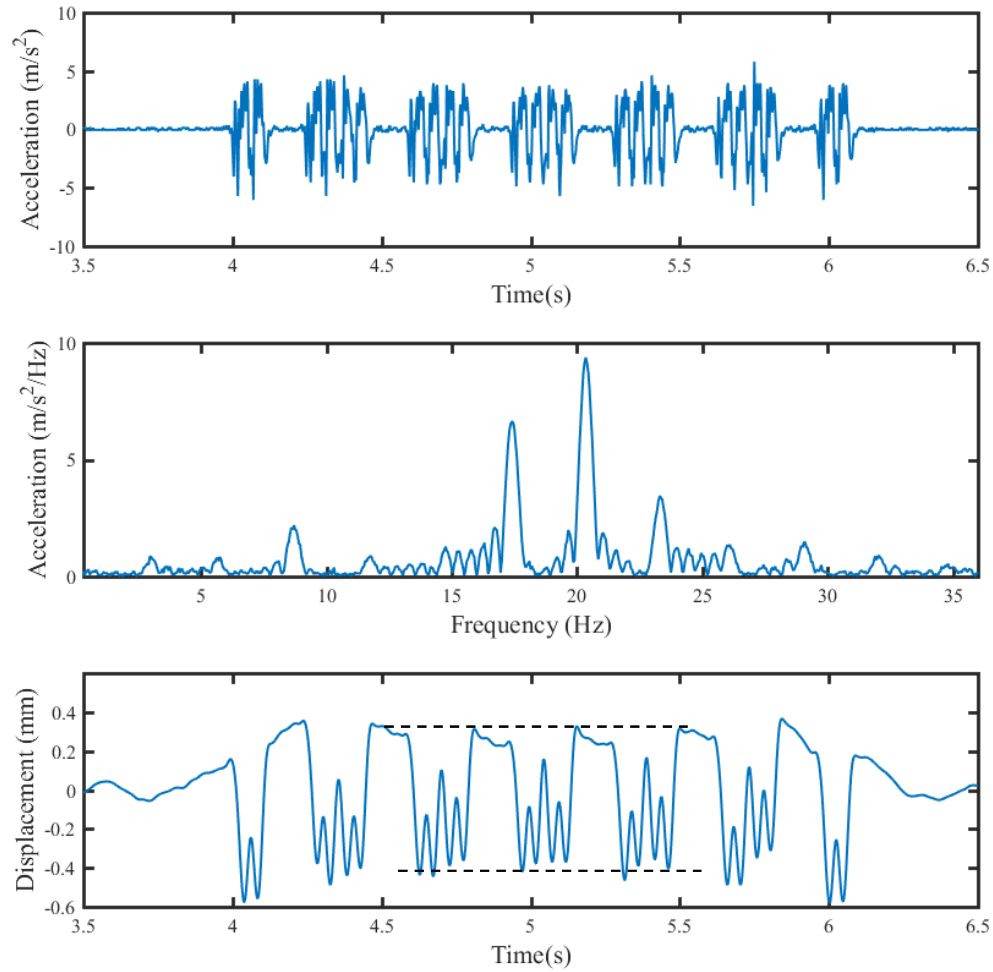 10
5
0
-5
-10
Acceleration (m/s²)
3.5 4 4.5 5 5.5 6 6.5
Time(s)
10
5
0
Acceleration (m/s²/Hz)
5 10 15 20 25 30 35
Frequency (Hz)
0.4
0.2
0
-0.2
-0.4
-0.6
Displacement (mm)
3.5 4 4.5 5 5.5 6 6.5
Time(s)